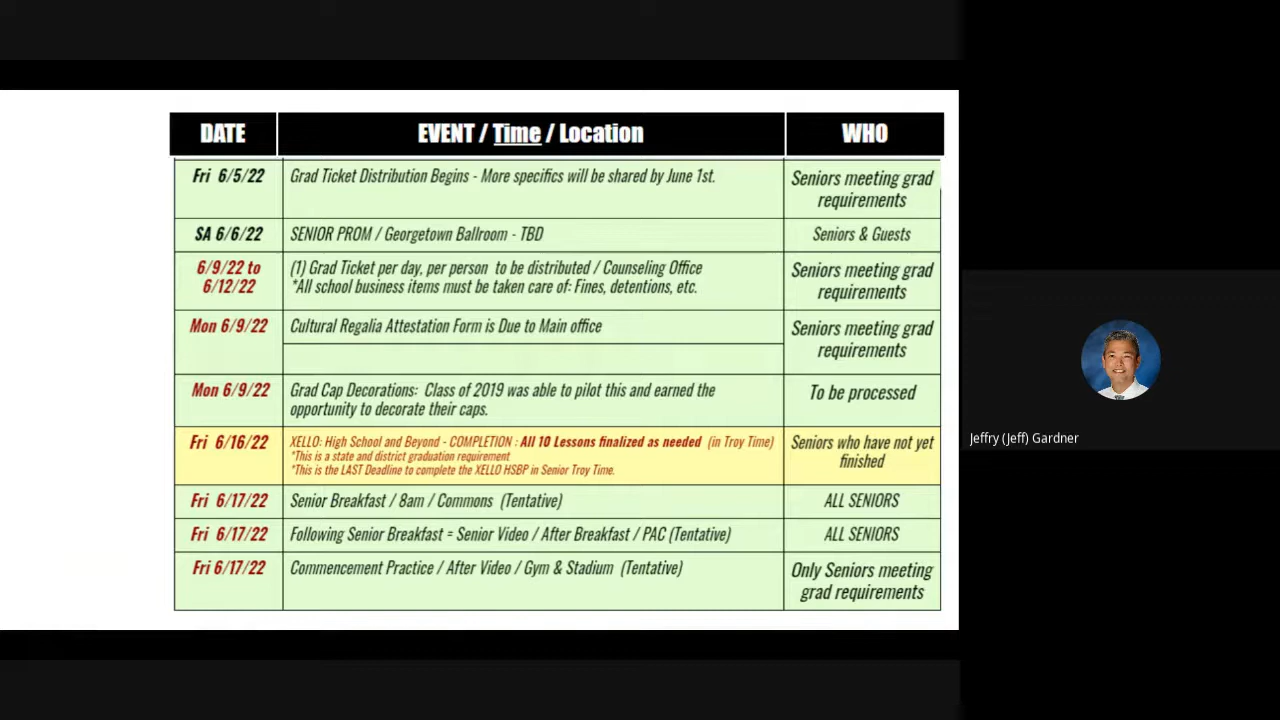 DATE EVENT / Time / Location WHO
Fri 6/5/22 Grad Ticket Distribution Begins - More specifics will be shared by June 1st. Seniors meeting grad
requirements
SA 6/6/22 SENIOR PROM / Georgetown Ballroom - TBD Seniors & Guests
6/9/22 to (1) Grad Ticket per day, per person to be distributed / Counseling Office Seniors meeting grad
6/12/22 *All school business items must be taken care of: Fines, detentions, etc. requirements
Mon 6/9/22 Cultural Regalia Attestation Form is Due to Main office Seniors meeting grad
requirements
Mon 6/9/22 Grad Cap Decorations: Class of 2019 was able to pilot this and earned the To be processed
opportunity to decorate their caps.
Fri 6/16/22 XELLO: High School and Beyond - COMPLETION : All 10 Lessons finalized as needed (in Troy Time) Seniors who have not yet
*This is a state and district graduation requirement finished
*This is the LAST Deadline to complete the XELLO HSBP in Senior Troy Time.
Fri 6/17/22 Senior Breakfast / 8am / Commons (Tentative) ALL SENIORS
Fri 6/17/22 Following Senior Breakfast = Senior Video / After Breakfast / PAC (Tentative) ALL SENIORS
Fri 6/17/22 Commencement Practice / After Video / Gym & Stadium (Tentative) Only Seniors meeting
grad requirements
Jeffry (Jeff) Gardner